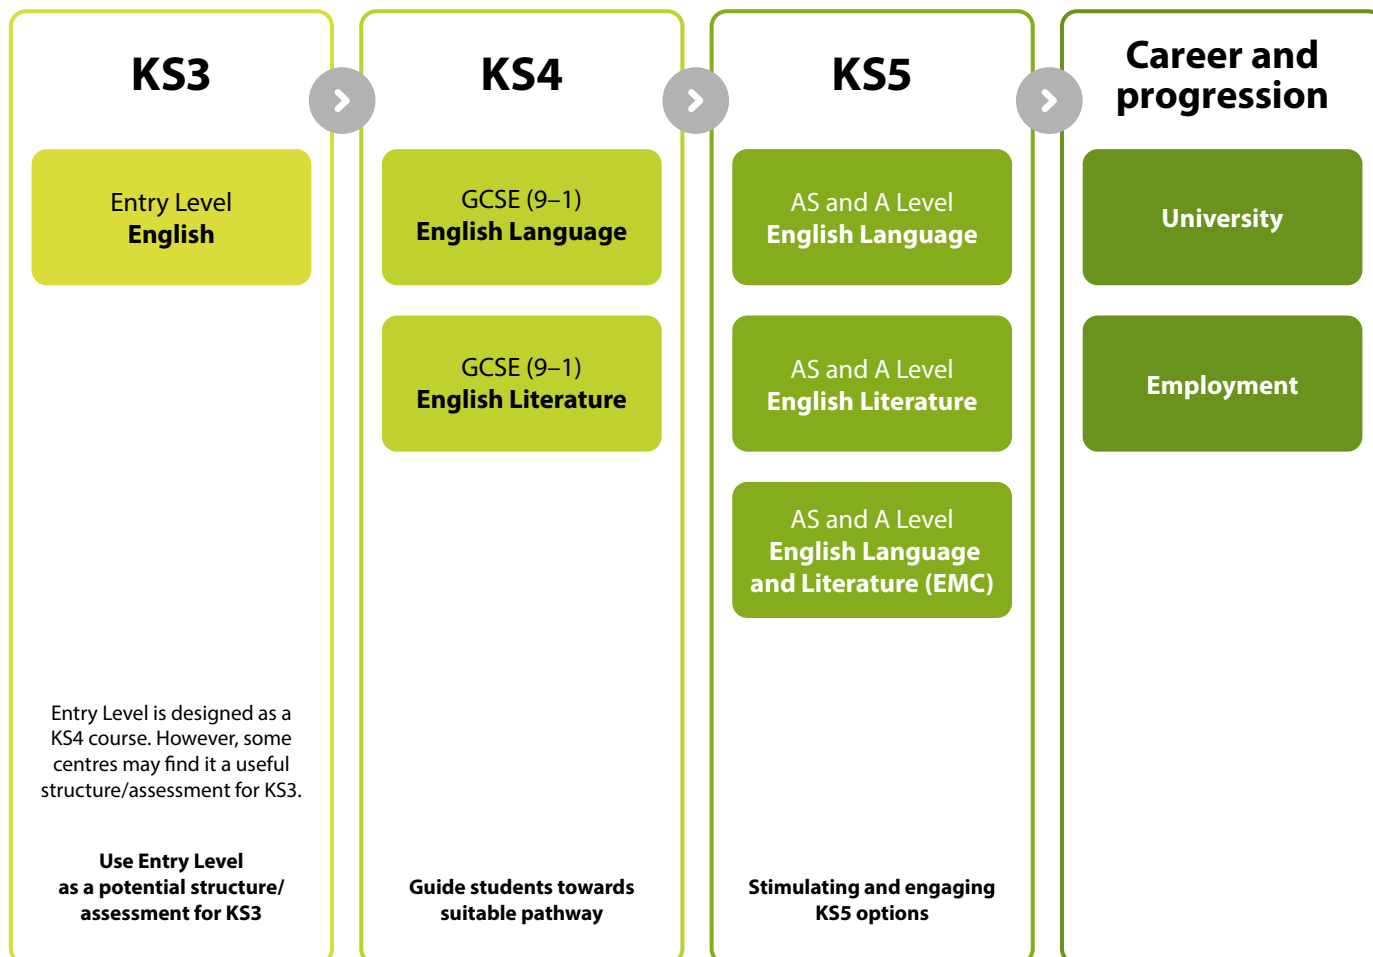 KS3
Entry Level
English
Entry Level is designed as a
KS4 course. However, some
centres may find it a useful
structure/assessment for KS3.
Use Entry Level
as a potential structure/
assessment for KS3
KS4
GCSE (9–1)
English Language
GCSE (9–1)
English Literature
Guide students towards
suitable pathway
KS5
AS and A Level
English Language
AS and A Level
English Literature
AS and A Level
English Language
and Literature (EMC)
Stimulating and engaging
KS5 options
Career and
progression
University
Employment